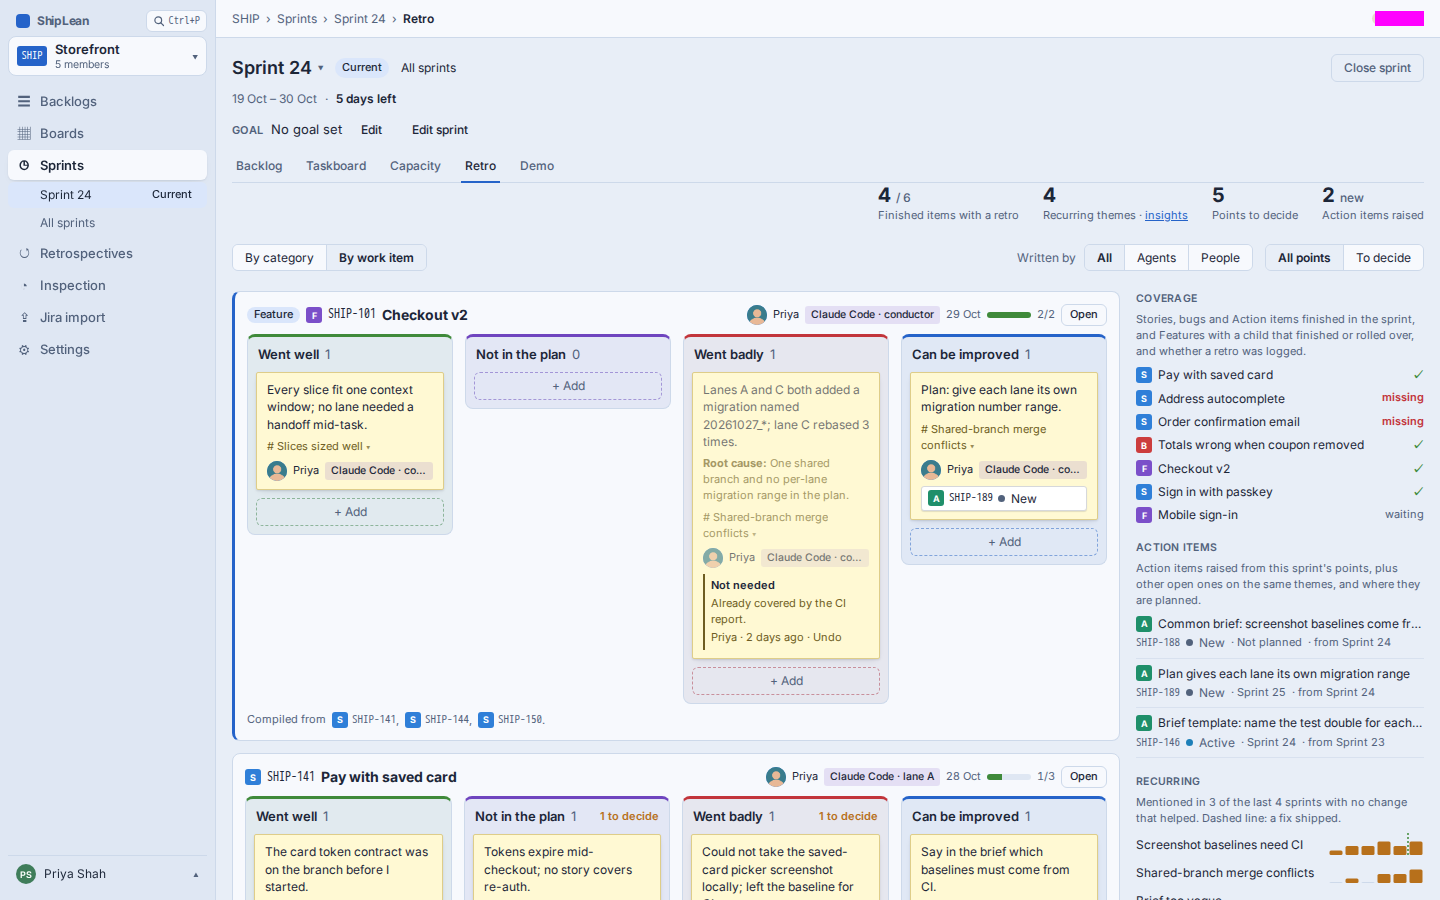 ShipLean
Ctrl+P
SHIP
Storefront
5 members
Backlogs
Boards
Sprints
Sprint 24
Current
All sprints
Retrospectives
Inspection
Jira import
Settings
PS
Priya Shah
SHIP › Sprints › Sprint 24 › Retro
Sprint 24
Current
All sprints
Close sprint
19 Oct – 30 Oct · 5 days left
GOAL No goal set Edit Edit sprint
Backlog Taskboard Capacity Retro Demo
4 / 6
Finished items with a retro
4
Recurring themes · insights
5
Points to decide
2 new
Action items raised
By category By work item
Written by All Agents People
All points To decide
Feature F SHIP-101 Checkout v2
Priya Claude Code · conductor 29 Oct 2/2 Open
Went well 1
Every slice fit one context
window; no lane needed a
handoff mid-task.
# Slices sized well
Priya Claude Code · co...
+ Add
Not in the plan 0
+ Add
Went badly 1
Lanes A and C both added a
migration named
20261027_*; lane C rebased 3
times.
Root cause: One shared
branch and no per-lane
migration range in the plan.
# Shared-branch merge
conflicts
Priya Claude Code · co...
Not needed
Already covered by the CI
report.
Priya · 2 days ago · Undo
+ Add
Can be improved 1
Plan: give each lane its own
migration number range.
# Shared-branch merge
conflicts
Priya Claude Code · co...
A SHIP-189 New
+ Add
Compiled from S SHIP-141, S SHIP-144, S SHIP-150.
S SHIP-141 Pay with saved card
Priya Claude Code · lane A 28 Oct 1/3 Open
Went well 1
The card token contract was
on the branch before I
started.
Not in the plan 1 1 to decide
Tokens expire mid-
checkout; no story covers
re-auth.
Went badly 1 1 to decide
Could not take the saved-
card picker screenshot
locally; left the baseline for
Can be improved 1
Say in the brief which
baselines must come from
CI.
COVERAGE
Stories, bugs and Action items finished in the sprint,
and Features with a child that finished or rolled over,
and whether a retro was logged.
S Pay with saved card ✓
S Address autocomplete missing
S Order confirmation email missing
B Totals wrong when coupon removed ✓
F Checkout v2 ✓
S Sign in with passkey ✓
F Mobile sign-in waiting
ACTION ITEMS
Action items raised from this sprint's points, plus
other open ones on the same themes, and where they
are planned.
A Common brief: screenshot baselines come fr...
SHIP-188 New · Not planned · from Sprint 24
A Plan gives each lane its own migration range
SHIP-189 New · Sprint 25 · from Sprint 24
A Brief template: name the test double for each...
SHIP-146 Active · Sprint 24 · from Sprint 23
RECURRING
Mentioned in 3 of the last 4 sprints with no change
that helped. Dashed line: a fix shipped.
Screenshot baselines need CI
Shared-branch merge conflicts